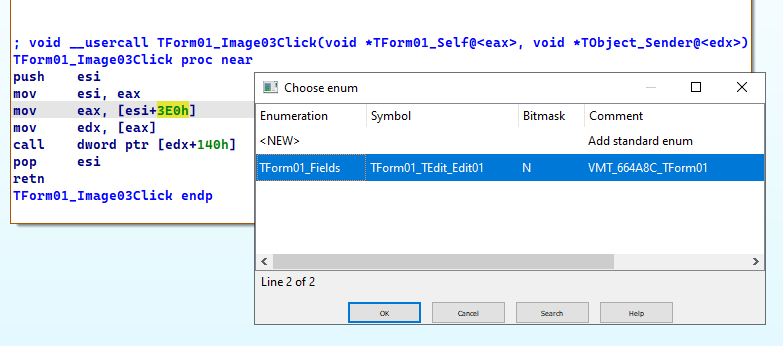 ; void __usercall TForm01_Image03Click(void *TForm01_Self@<eax>, void *TObject_Sender@<edx>)
TForm01_Image03Click proc near
push    esi
mov     esi, eax
mov     eax, [esi+3E0h]
mov     edx, [eax]
call    dword ptr [edx+140h]
pop     esi
retn
TForm01_Image03Click endp
Choose enum
Enumeration Symbol Bitmask Comment
<NEW> Add standard enum
TForm01_Fields TForm01_TEdit_Edit01 N VMT_664A8C_TForm01
Line 2 of 2
OK Cancel Search Help